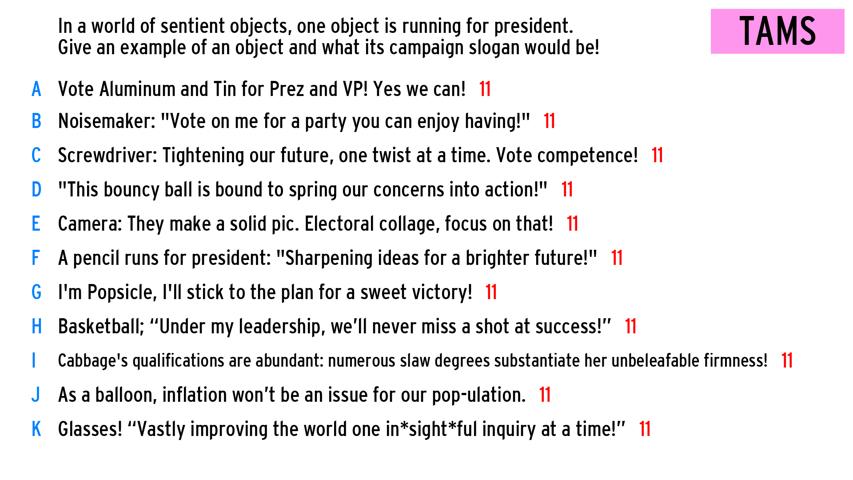 In a world of sentient objects, one object is running for president.
TAMS
Give an example of an object and what its campaign slogan would be!
A Vote Aluminum and Tin for Prez and VP! Yes we can! 11
B Noisemaker: "Vote on me for a party you can enjoy having!" 11
C Screwdriver: Tightening our future, one twist at a time. Vote competence! 11
D "This bouncy ball is bound to spring our concerns into action!" 11
E Camera: They make a solid pic. Electoral collage, focus on that! 11
F A pencil runs for president: "Sharpening ideas for a brighter future!" 11
G I'm Popsicle, I'll stick to the plan for a sweet victory! 11
H Basketball; “Under my leadership, we’ll never miss a shot at success!” 11
I Cabbage's qualifications are abundant: numerous slaw degrees substantiate her unbeleafable firmness! 11
J As a balloon, inflation won’t be an issue for our pop-ulation. 11
K Glasses! “Vastly improving the world one in*sight*ful inquiry at a time!” 11